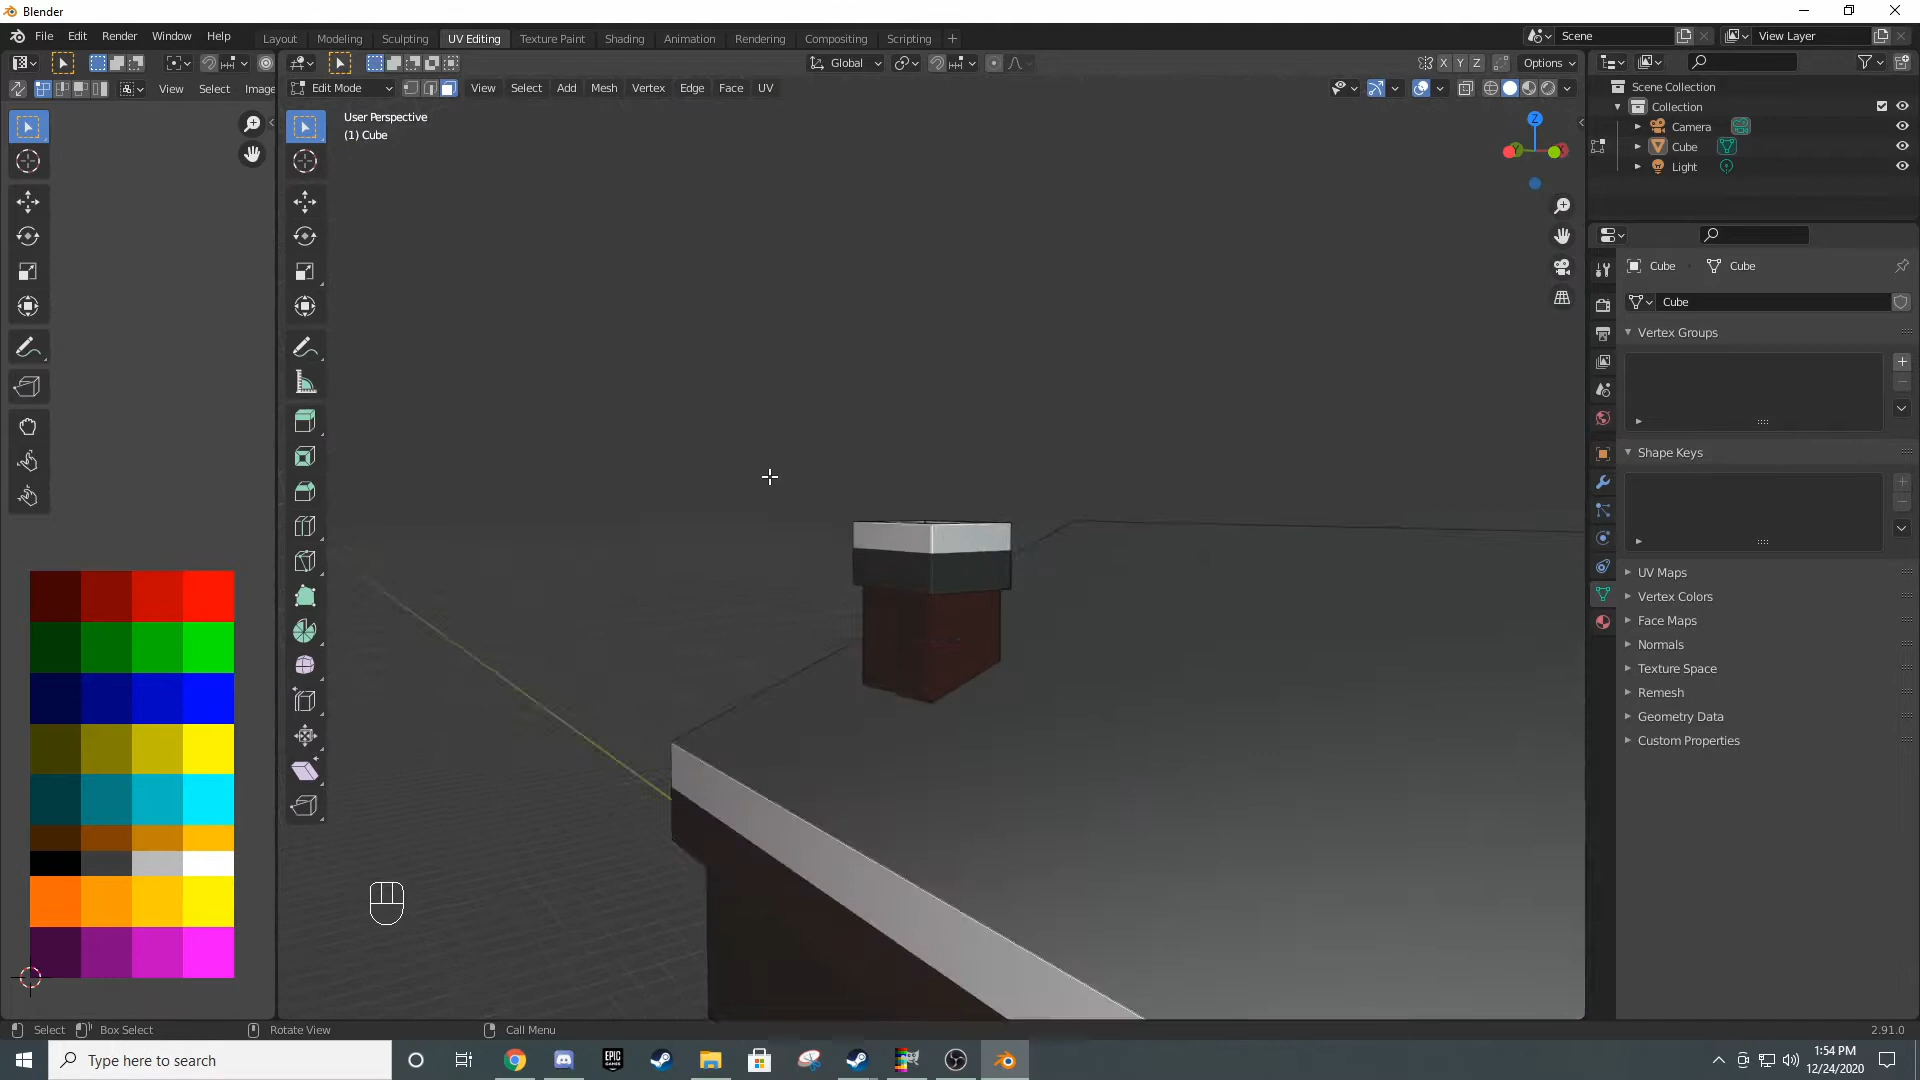 Blender
File Edit Render Window Help
Layout Modeling Sculpting UV Editing Texture Paint Shading Animation Rendering Compositing Scripting
Scene
View Layer
Global
X Y Z Options
View Select Image
Edit Mode View Select Add Mesh Vertex Edge Face UV
User Perspective
(1) Cube
Z
Scene Collection
Collection
Camera
Cube
Light
Cube Cube
Cube
Vertex Groups
Shape Keys
UV Maps
Vertex Colors
Face Maps
Normals
Texture Space
Remesh
Geometry Data
Custom Properties
Select Box Select Rotate View Call Menu 2.91.0
Type here to search
EPIC GAMES
1:54 PM
12/24/2020